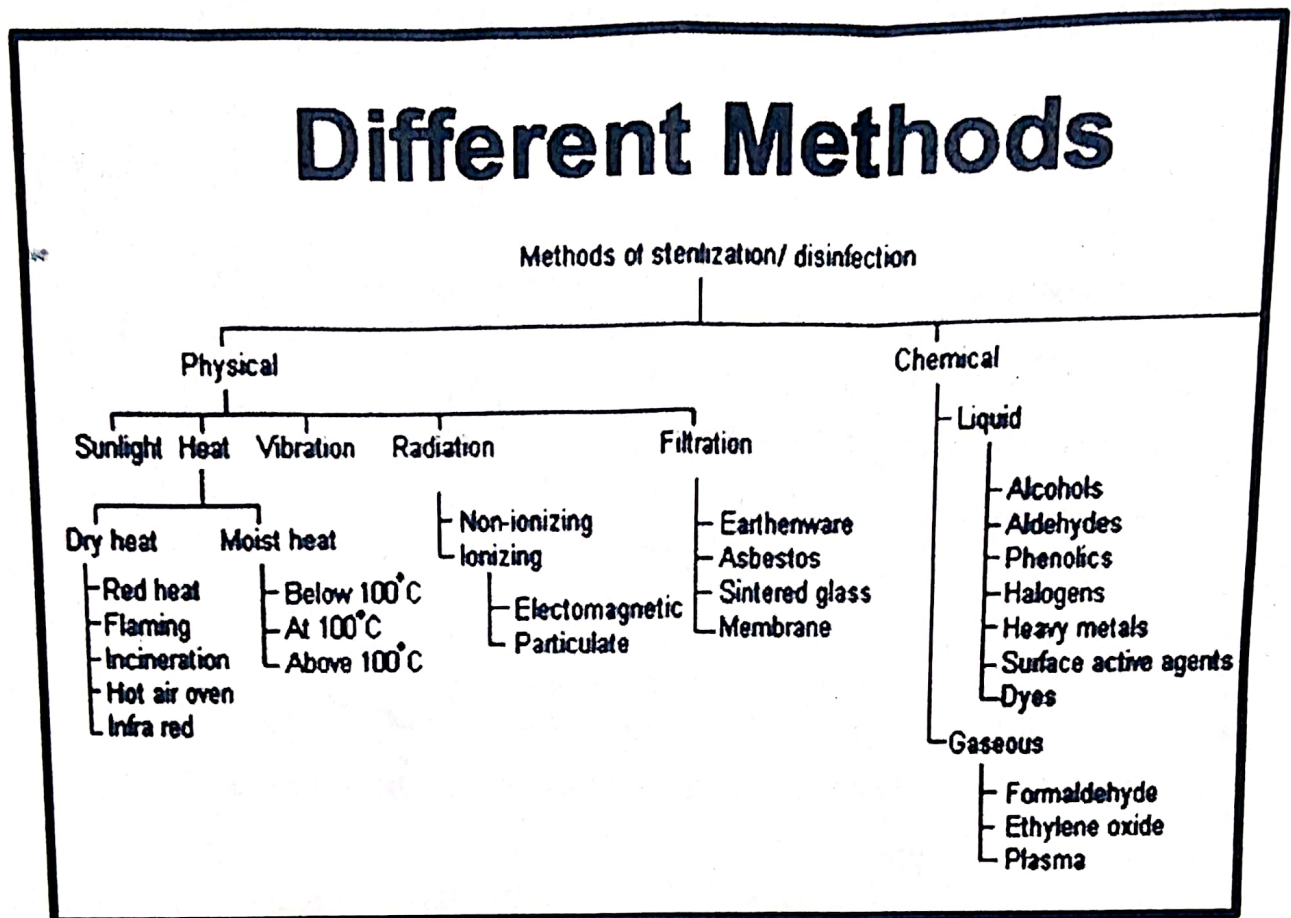 Different Methods
Methods of sterilization/ disinfection
Physical
Chemical
Sunlight Heat Vibration Radiation Filtration
Liquid
Alcohols
Aldehydes
Phenolics
Halogens
Heavy metals
Surface active agents
Dyes
Non-ionizing
Ionizing
Electomagnetic
Particulate
Earthenware
Asbestos
Sintered glass
Membrane
Dry heat
Moist heat
Red heat
Flaming
Incineration
Hot air oven
Infra red
Below 100°C
At 100°C
Above 100°C
Gaseous
Formaldehyde
Ethylene oxide
Plasma